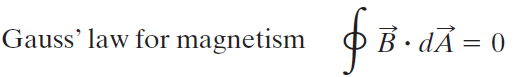 Gauss’ law for magnetism ∮ B⃗ · dA⃗ = 0